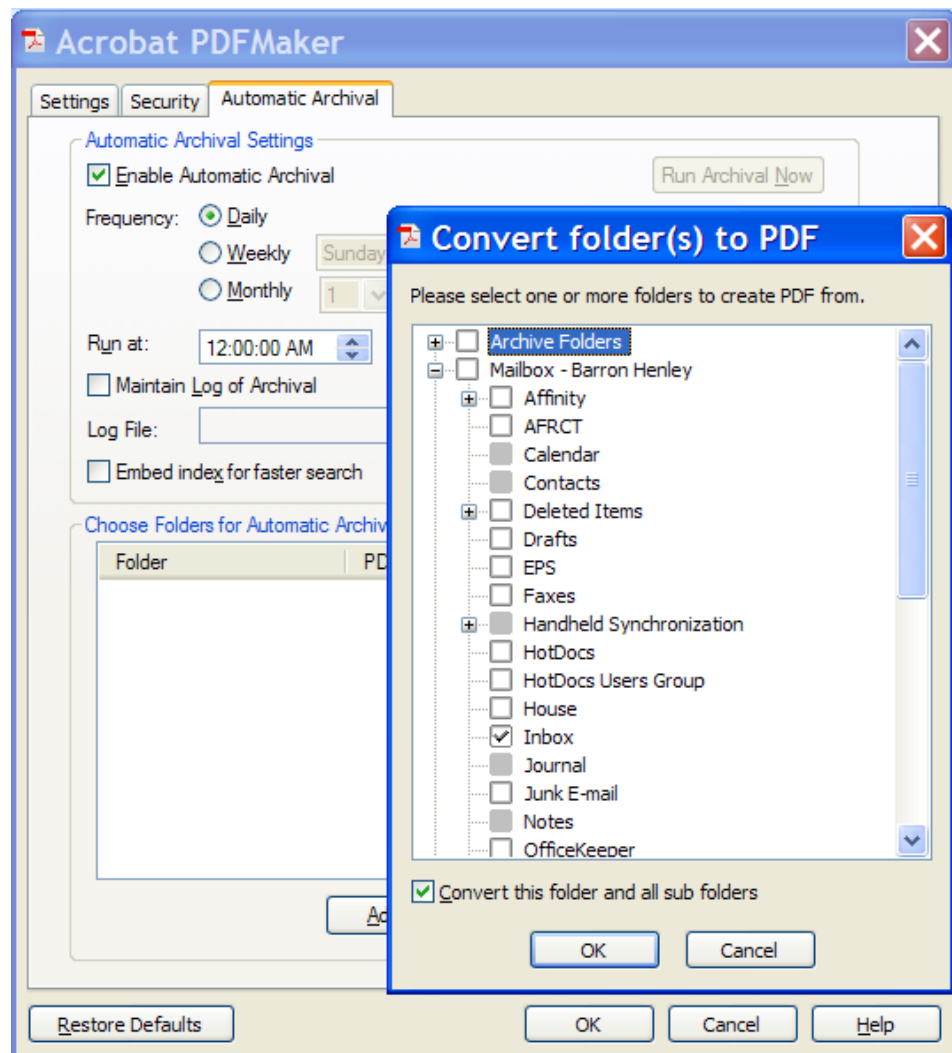 Acrobat PDFMaker
Settings Security Automatic Archival
Automatic Archival Settings
Enable Automatic Archival Run Archival Now
Frequency: Daily
Weekly Sunday
Monthly 1
Run at: 12:00:00 AM
Maintain Log of Archival
Log File:
Embed index for faster search
Choose Folders for Automatic Archiv
Folder PD
Ad
Convert folder(s) to PDF
Please select one or more folders to create PDF from.
Archive Folders
Mailbox - Barron Henley
Affinity
AFRCT
Calendar
Contacts
Deleted Items
Drafts
EPS
Faxes
Handheld Synchronization
HotDocs
HotDocs Users Group
House
Inbox
Journal
Junk E-mail
Notes
OfficeKeeper
Convert this folder and all sub folders
OK Cancel
Restore Defaults OK Cancel Help